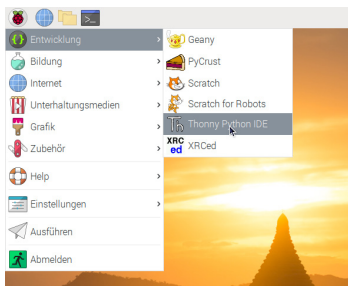 Entwicklung
Bildung
Internet
Unterhaltungsmedien
Grafik
Zubehör
Help
Einstellungen
Ausführen
Abmelden
Geany
PyCrust
Scratch
Scratch for Robots
Th Thonny Python IDE
XRC
ed XRCed